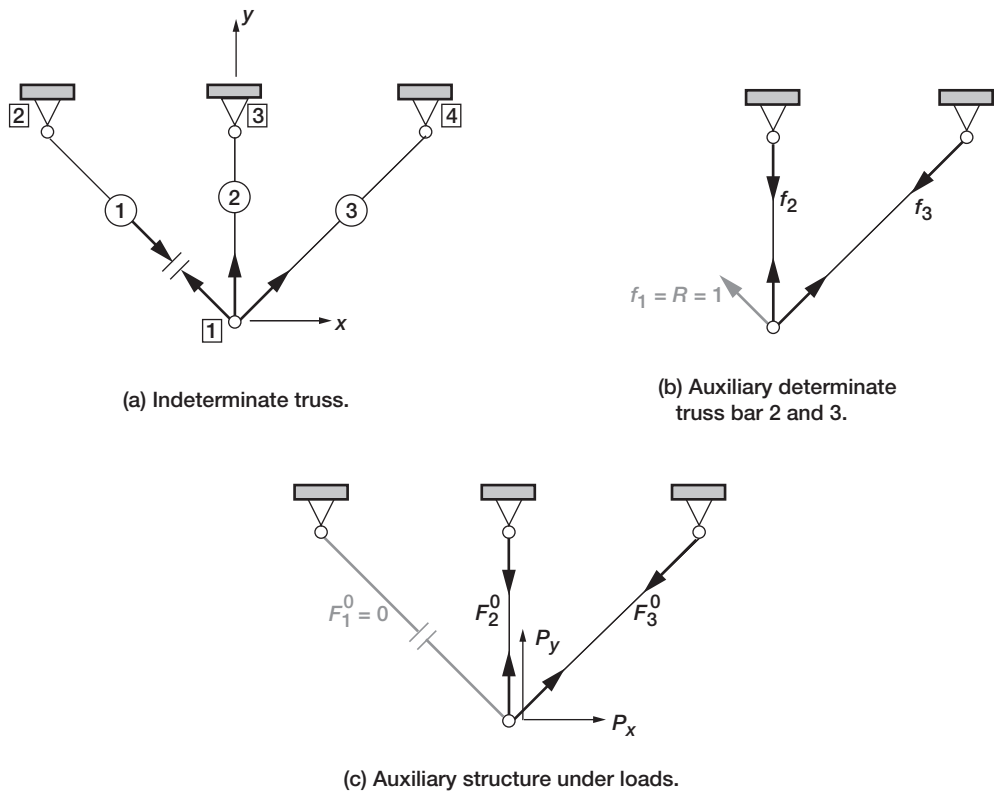 y
2
3
4
1
2
3
1
x
(a) Indeterminate truss.
f2
f3
f1 = R = 1
(b) Auxiliary determinate
truss bar 2 and 3.
F1^0 = 0
F2^0
F3^0
Py
Px
(c) Auxiliary structure under loads.